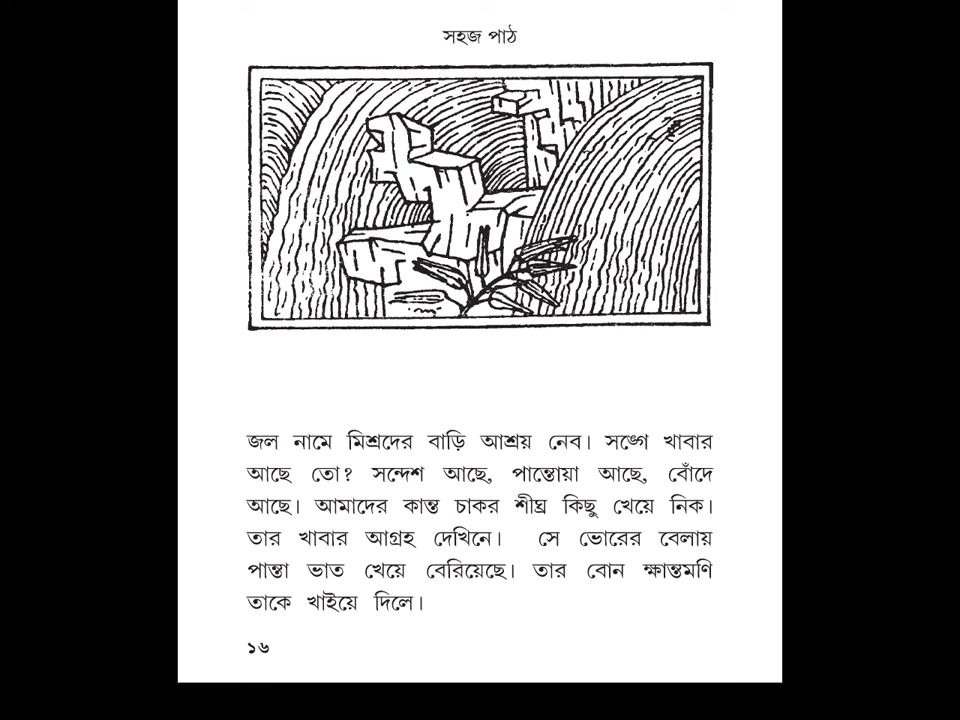 সহজ পাঠ
জল নামে মিশ্রদের বাড়ি আশ্রয় নেব। সঙ্গে খাবার
আছে তো? সন্দেশ আছে, পান্তোয়া আছে, বোঁদে
আছে। আমাদের কান্ত চাকর শীঘ্র কিছু খেয়ে নিক।
তার খাবার আগ্রহ দেখিনে। সে ভোরের বেলায়
পান্তা ভাত খেয়ে বেরিয়েছে। তার বোন ক্ষান্তমণি
তাকে খাইয়ে দিলে।
১৬